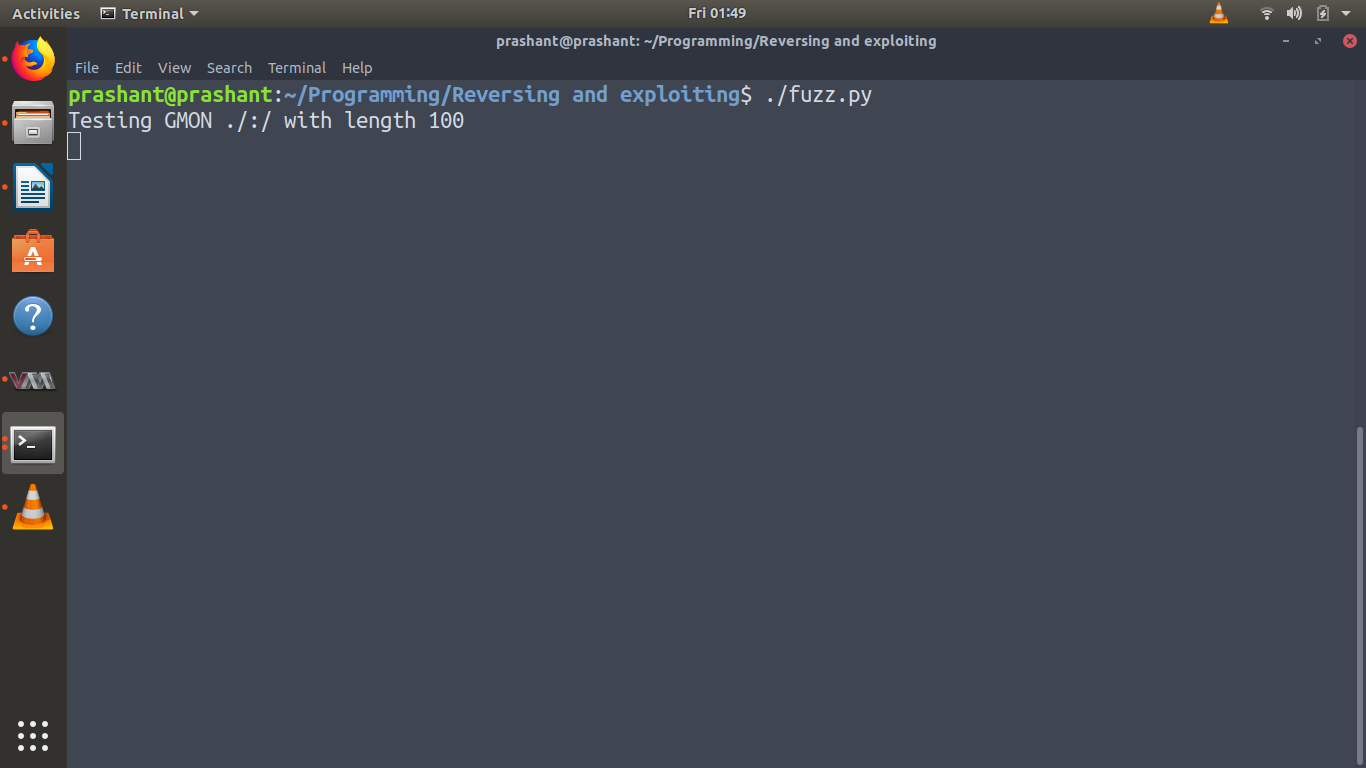 Activities Terminal Fri 01:49
prashant@prashant: ~/Programming/Reversing and exploiting
File Edit View Search Terminal Help
prashant@prashant:~/Programming/Reversing and exploiting$ ./fuzz.py
Testing GMON ./:/ with length 100